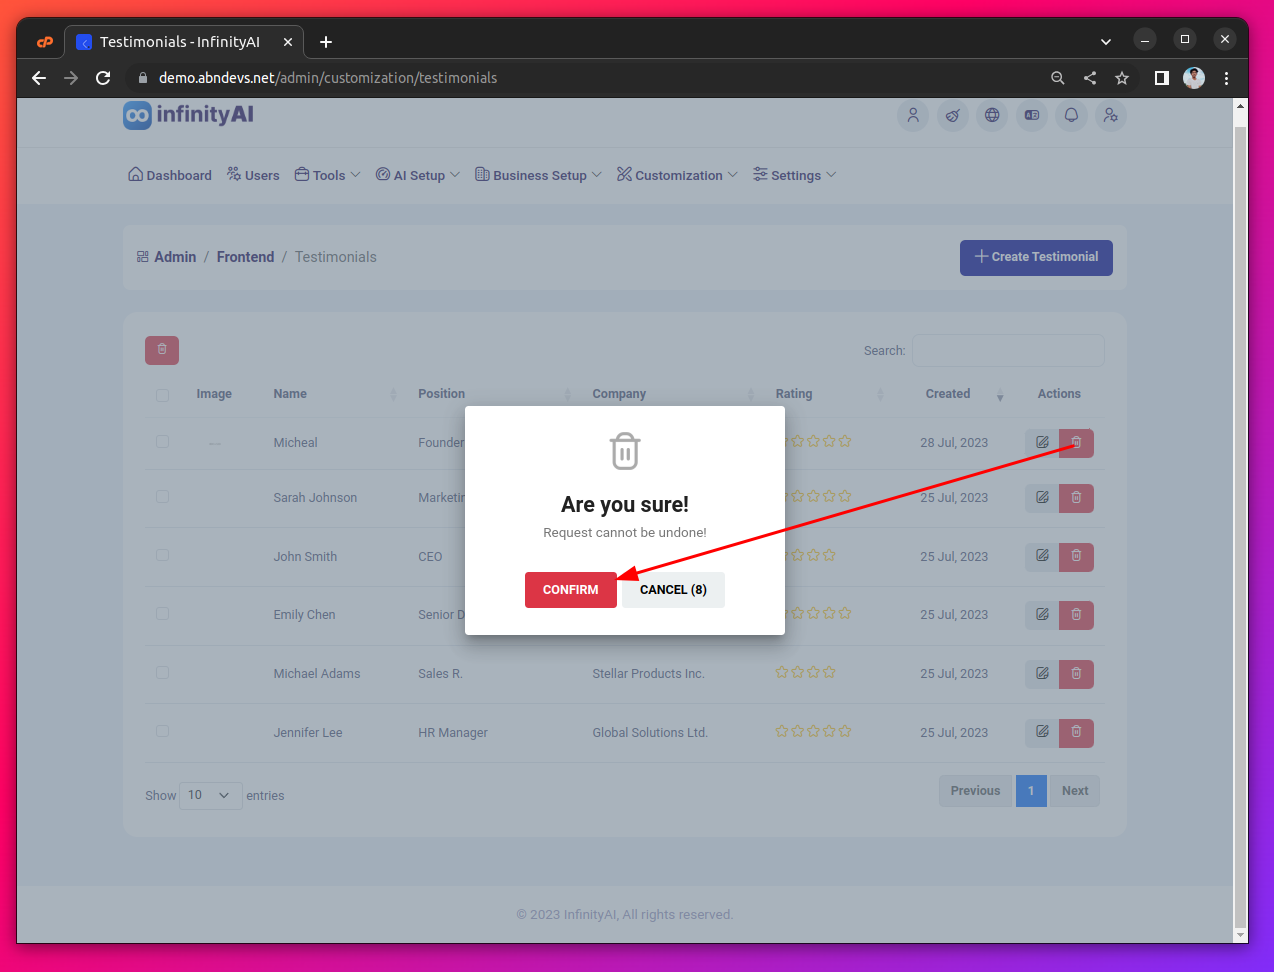 Testimonials - InfinityAI
demo.abndevs.net/admin/customization/testimonials
infinityAI
Dashboard Users Tools AI Setup Business Setup Customization Settings
Admin / Frontend / Testimonials
Create Testimonial
Search:
Image Name Position Company Rating Created Actions
Micheal Founder 28 Jul, 2023
Sarah Johnson 25 Jul, 2023
John Smith CEO 25 Jul, 2023
Emily Chen Senior 25 Jul, 2023
Michael Adams Sales R. Stellar Products Inc. 25 Jul, 2023
Jennifer Lee HR Manager Global Solutions Ltd. 25 Jul, 2023
Are you sure!
Request cannot be undone!
CONFIRM CANCEL (8)
Show 10 entries
Previous 1 Next
© 2023 InfinityAI, All rights reserved.